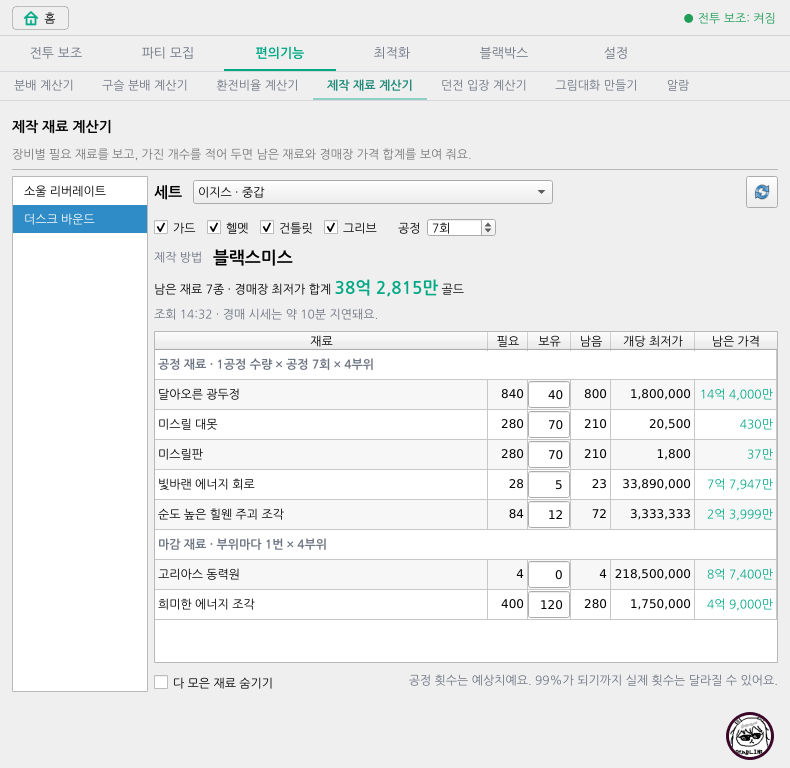 홈
전투 보조: 켜짐
전투 보조 파티 모집 편의기능 최적화 블랙박스 설정
분배 계산기 구슬 분배 계산기 환전비율 계산기 제작 재료 계산기 던전 입장 계산기 그림대화 만들기 알람
제작 재료 계산기
장비별 필요 재료를 보고, 가진 개수를 적어 두면 남은 재료와 경매장 가격 합계를 보여 줘요.
소울 리버레이트
더스크 바운드
세트 이지스 · 중갑
가드 헬멧 건틀릿 그리브 공정 7회
제작 방법 블랙스미스
남은 재료 7종 · 경매장 최저가 합계 38억 2,815만 골드
조회 14:32 · 경매 시세는 약 10분 지연돼요.
재료 필요 보유 남음 개당 최저가 남은 가격
공정 재료 · 1공정 수량 × 공정 7회 × 4부위
달아오른 광두정 840 40 800 1,800,000 14억 4,000만
미스릴 대못 280 70 210 20,500 430만
미스릴판 280 70 210 1,800 37만
빛바랜 에너지 회로 28 5 23 33,890,000 7억 7,947만
순도 높은 힐웬 주괴 조각 84 12 72 3,333,333 2억 3,999만
마감 재료 · 부위마다 1번 × 4부위
고리아스 동력원 4 0 4 218,500,000 8억 7,400만
희미한 에너지 조각 400 120 280 1,750,000 4억 9,000만
다 모은 재료 숨기기
공정 횟수는 예상치예요. 99%가 되기까지 실제 횟수는 달라질 수 있어요.